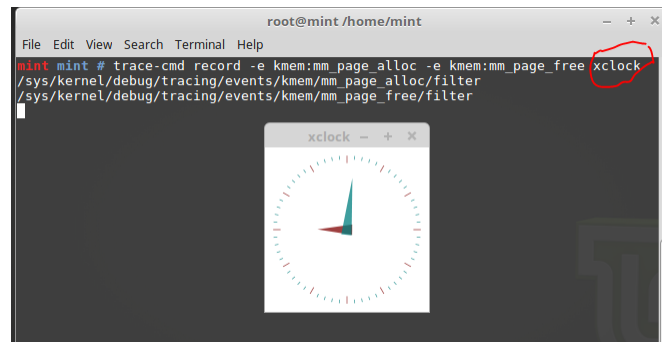 root@mint /home/mint
File Edit View Search Terminal Help
mint mint # trace-cmd record -e kmem:mm_page_alloc -e kmem:mm_page_free xclock
/sys/kernel/debug/tracing/events/kmem/mm_page_alloc/filter
/sys/kernel/debug/tracing/events/kmem/mm_page_free/filter
xclock